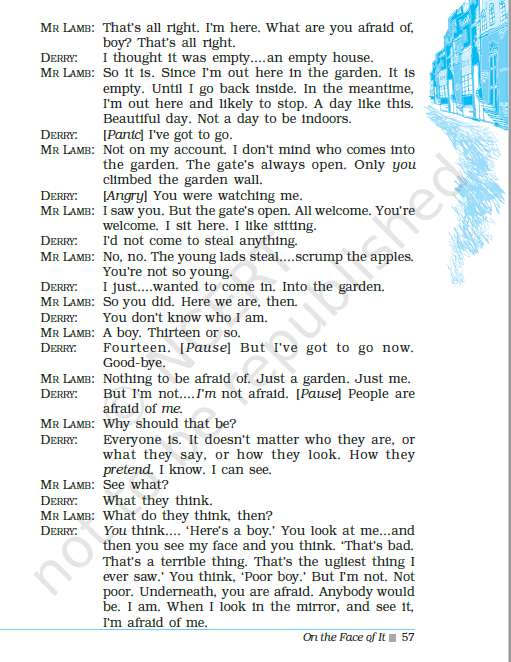 MR LAMB: That's all right. I'm here. What are you afraid of,
boy? That's all right.
DERRY: I thought it was empty....an empty house.
MR LAMB: So it is. Since I'm out here in the garden. It is
empty. Until I go back inside. In the meantime,
I'm out here and likely to stop. A day like this.
Beautiful day. Not a day to be indoors.
DERRY: [Panic] I've got to go.
MR LAMB: Not on my account. I don't mind who comes into
the garden. The gate's always open. Only you
climbed the garden wall.
DERRY: [Angry] You were watching me.
MR LAMB: I saw you. But the gate's open. All welcome. You're
welcome. I sit here. I like sitting.
DERRY: I'd not come to steal anything.
MR LAMB: No, no. The young lads steal....scrump the apples.
You're not so young.
DERRY: I just....wanted to come in. Into the garden.
MR LAMB: So you did. Here we are, then.
DERRY: You don't know who I am.
MR LAMB: A boy. Thirteen or so.
DERRY: Fourteen. [Pause] But I've got to go now.
Good-bye.
MR LAMB: Nothing to be afraid of. Just a garden. Just me.
DERRY: But I'm not....I'm not afraid. [Pause] People are
afraid of me.
MR LAMB: Why should that be?
DERRY: Everyone is. It doesn't matter who they are, or
what they say, or how they look. How they
pretend. I know. I can see.
MR LAMB: See what?
DERRY: What they think.
MR LAMB: What do they think, then?
DERRY: You think.... 'Here's a boy.' You look at me...and
then you see my face and you think. 'That's bad.
That's a terrible thing. That's the ugliest thing I
ever saw.' You think, 'Poor boy.' But I'm not. Not
poor. Underneath, you are afraid. Anybody would
be. I am. When I look in the mirror, and see it,
I'm afraid of me.
On the Face of It 57
© NCERT
not to be republished